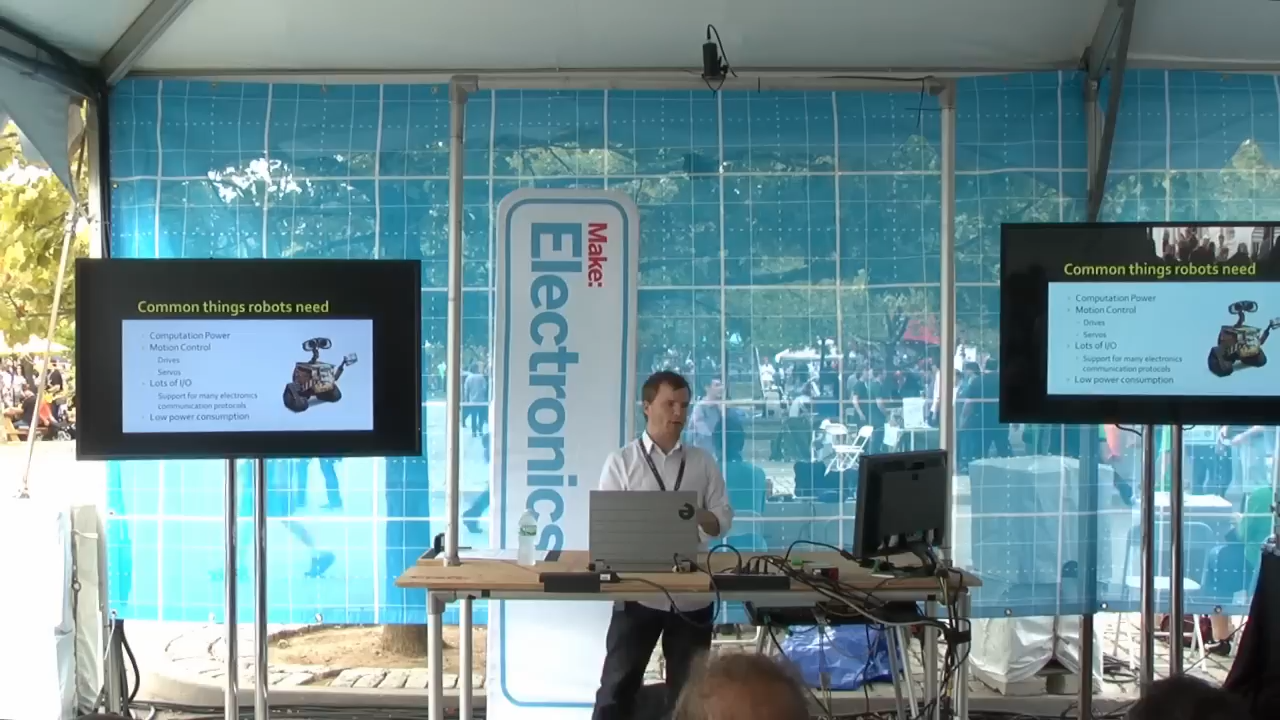 Common things robots need
Computation Power
Motion Control
Drives
Servos
Lots of I/O
Support for many electronics
communication protocols
Low power consumption
Make:
Electronics
Common things robots need
Computation Power
Motion Control
Drives
Servos
Lots of I/O
Support for many electronics
communication protocols
Low power consumption